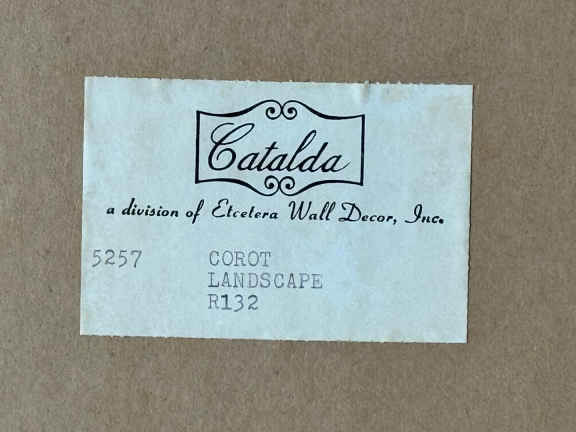 Catalda
a division of Etcetera Wall Decor, Inc.
5257 COROT
LANDSCAPE
R132